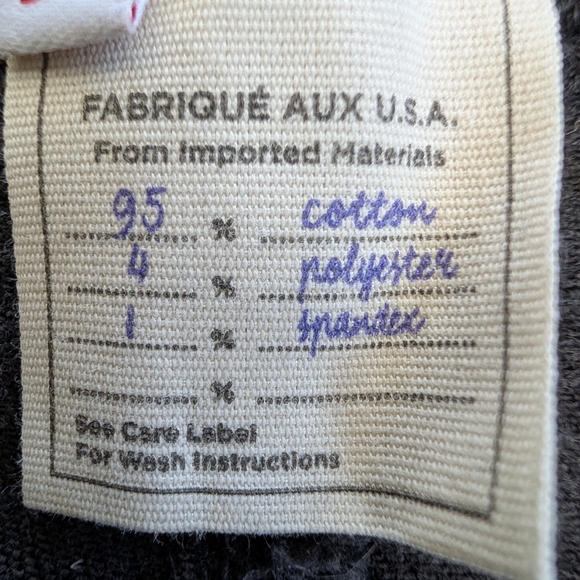 FABRIQUÉ AUX U.S.A.
From Imported Materials
95 % cotton
4 % polyester
1 % spandex
%
See Care Label
For Wash Instructions